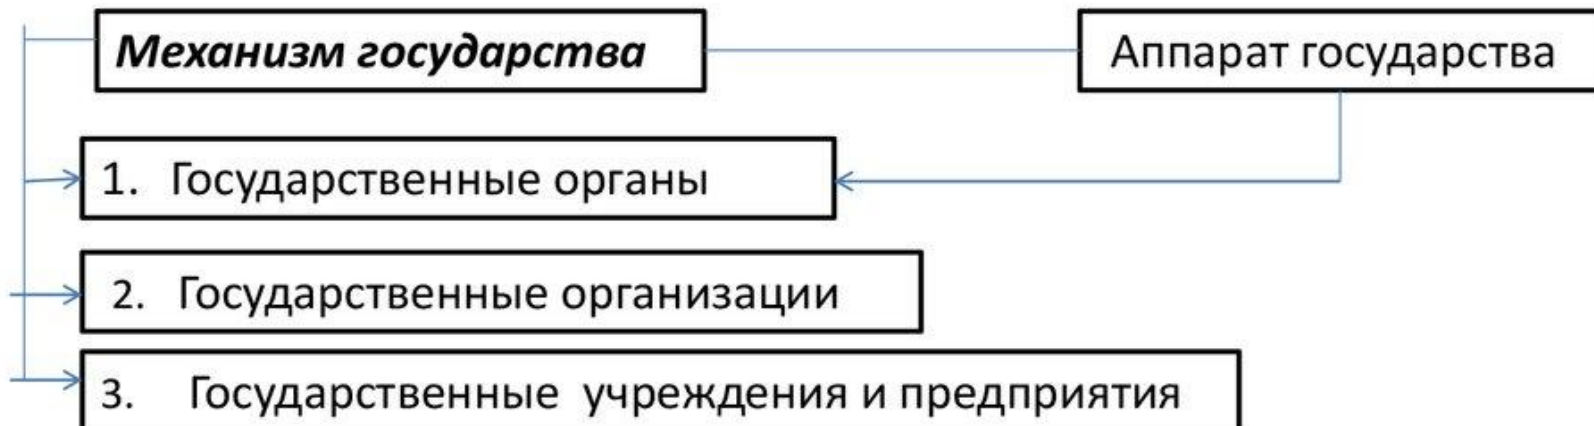 Механизм государства
Аппарат государства
1. Государственные органы
2. Государственные организации
3. Государственные учреждения и предприятия